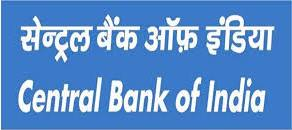 सेन्ट्रल बैंक ऑफ़ इंडिया
Central Bank of India